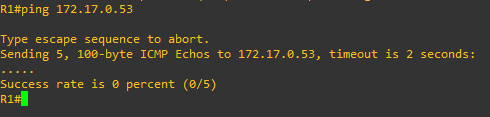 R1#ping 172.17.0.53
Type escape sequence to abort.
Sending 5, 100-byte ICMP Echos to 172.17.0.53, timeout is 2 seconds:
.....
Success rate is 0 percent (0/5)
R1#